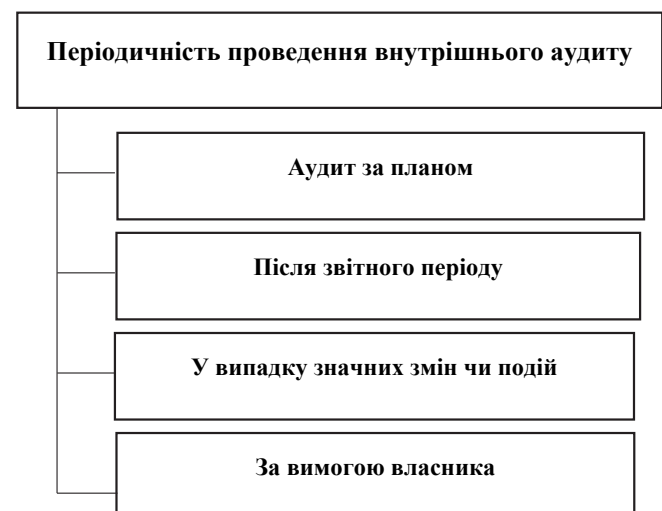 Періодичність проведення внутрішнього аудиту
Аудит за планом
Після звітного періоду
У випадку значних змін чи подій
За вимогою власника